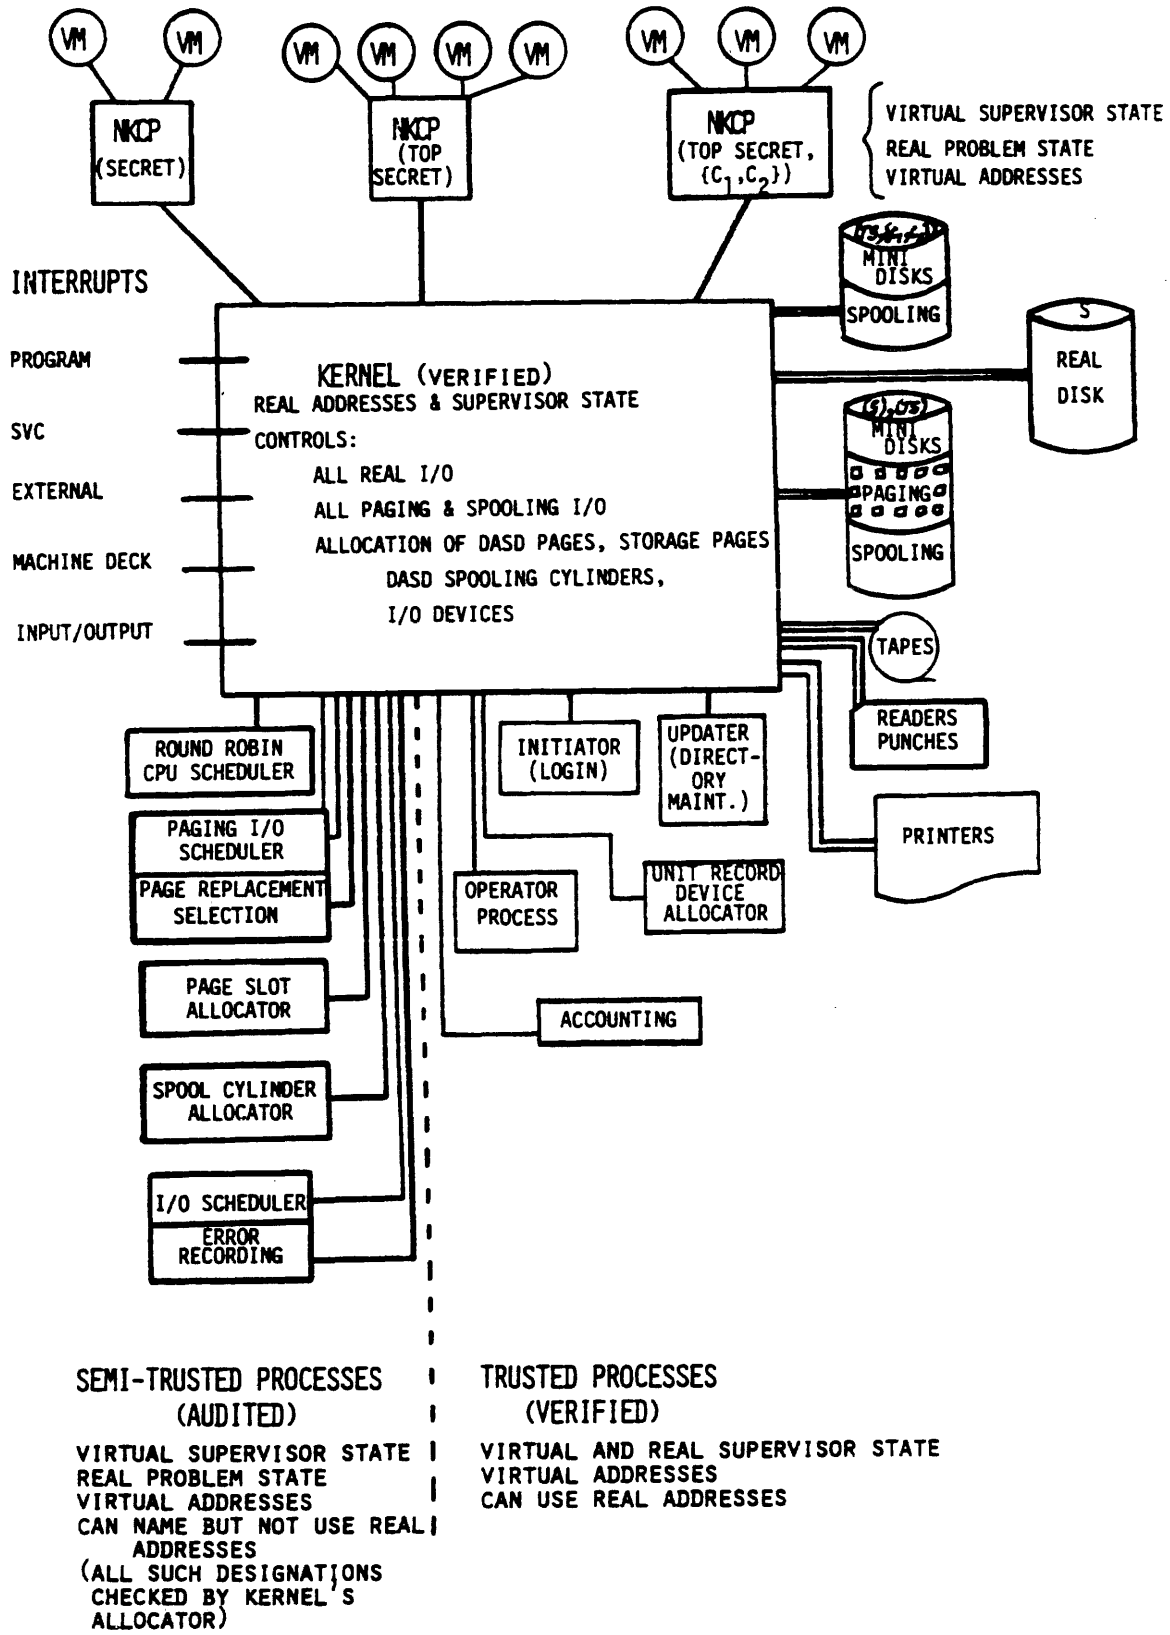 VM
VM
VM
VM
VM
VM
VM
VM
VM
NKCP
(SECRET)
NKCP
(TOP
SECRET)
NKCP
(TOP SECRET,
{C1,C2})
VIRTUAL SUPERVISOR STATE
REAL PROBLEM STATE
VIRTUAL ADDRESSES
INTERRUPTS
PROGRAM
SVC
EXTERNAL
MACHINE DECK
INPUT/OUTPUT
KERNEL (VERIFIED)
REAL ADDRESSES & SUPERVISOR STATE
CONTROLS:
ALL REAL I/O
ALL PAGING & SPOOLING I/O
ALLOCATION OF DASD PAGES, STORAGE PAGES
DASD SPOOLING CYLINDERS,
I/O DEVICES
MINI
DISKS
SPOOLING
S
REAL
DISK
(S),(TS)
MINI
DISKS
PAGING
SPOOLING
TAPES
READERS
PUNCHES
PRINTERS
ROUND ROBIN
CPU SCHEDULER
PAGING I/O
SCHEDULER
PAGE REPLACEMENT
SELECTION
PAGE SLOT
ALLOCATOR
SPOOL CYLINDER
ALLOCATOR
I/O SCHEDULER
ERROR
RECORDING
INITIATOR
(LOGIN)
UPDATER
(DIRECT-
ORY
MAINT.)
OPERATOR
PROCESS
UNIT RECORD
DEVICE
ALLOCATOR
ACCOUNTING
SEMI-TRUSTED PROCESSES
(AUDITED)
VIRTUAL SUPERVISOR STATE
REAL PROBLEM STATE
VIRTUAL ADDRESSES
CAN NAME BUT NOT USE REAL
ADDRESSES
(ALL SUCH DESIGNATIONS
CHECKED BY KERNEL'S
ALLOCATOR)
TRUSTED PROCESSES
(VERIFIED)
VIRTUAL AND REAL SUPERVISOR STATE
VIRTUAL ADDRESSES
CAN USE REAL ADDRESSES